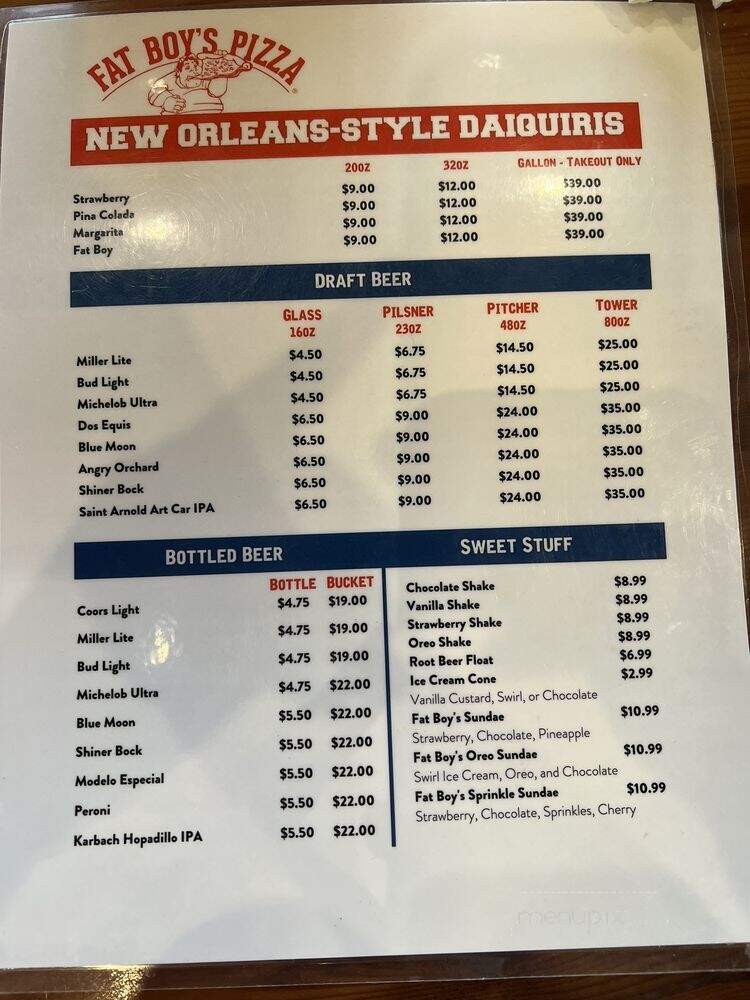 FAT BOY'S PIZZA
NEW ORLEANS-STYLE DAIQUIRIS
20OZ 32OZ GALLON - TAKEOUT ONLY
Strawberry $9.00 $12.00 $39.00
Pina Colada $9.00 $12.00 $39.00
Margarita $9.00 $12.00 $39.00
Fat Boy $9.00 $12.00 $39.00
DRAFT BEER
GLASS PILSNER PITCHER TOWER
16OZ 23OZ 48OZ 80OZ
Miller Lite $4.50 $6.75 $14.50 $25.00
Bud Light $4.50 $6.75 $14.50 $25.00
Michelob Ultra $4.50 $6.75 $14.50 $25.00
Dos Equis $6.50 $9.00 $24.00 $35.00
Blue Moon $6.50 $9.00 $24.00 $35.00
Angry Orchard $6.50 $9.00 $24.00 $35.00
Shiner Bock $6.50 $9.00 $24.00 $35.00
Saint Arnold Art Car IPA $6.50 $9.00 $24.00 $35.00
BOTTLED BEER
BOTTLE BUCKET
Coors Light $4.75 $19.00
Miller Lite $4.75 $19.00
Bud Light $4.75 $19.00
Michelob Ultra $4.75 $22.00
Blue Moon $5.50 $22.00
Shiner Bock $5.50 $22.00
Modelo Especial $5.50 $22.00
Peroni $5.50 $22.00
Karbach Hopadillo IPA $5.50 $22.00
SWEET STUFF
Chocolate Shake $8.99
Vanilla Shake $8.99
Strawberry Shake $8.99
Oreo Shake $8.99
Root Beer Float $6.99
Ice Cream Cone $2.99
Vanilla Custard, Swirl, or Chocolate
Fat Boy's Sundae $10.99
Strawberry, Chocolate, Pineapple
Fat Boy's Oreo Sundae $10.99
Swirl Ice Cream, Oreo, and Chocolate
Fat Boy's Sprinkle Sundae $10.99
Strawberry, Chocolate, Sprinkles, Cherry
menupix